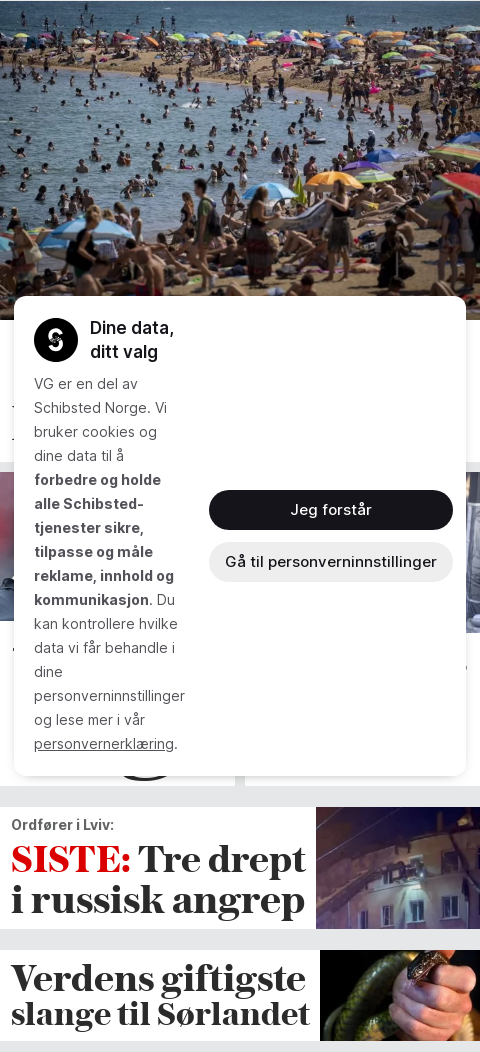 Dine data,
ditt valg
VG er en del av
Schibsted Norge. Vi
bruker cookies og
dine data til å
forbedre og holde
alle Schibsted-
tjenester sikre,
tilpasse og måle
reklame, innhold og
kommunikasjon. Du
kan kontrollere hvilke
data vi får behandle i
dine
personverninnstillinger
og lese mer i vår
personvernerklæring.
Jeg forstår
Gå til personverninnstillinger
Ordfører i Lviv:
SISTE: Tre drept
i russisk angrep
Verdens giftigste
slange til Sørlandet